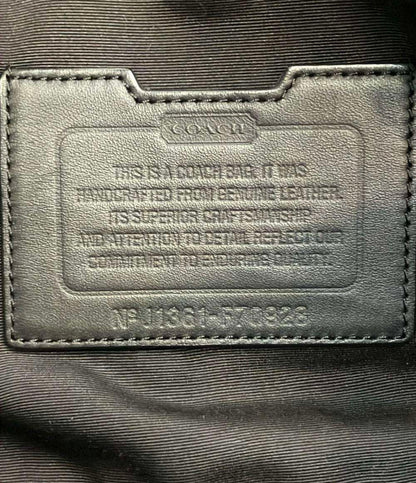 COACH
THIS IS A COACH BAG. IT WAS
HANDCRAFTED FROM GENUINE LEATHER.
ITS SUPERIOR CRAFTSMANSHIP
AND ATTENTION TO DETAIL REFLECT OUR
COMMITMENT TO ENDURING QUALITY.
Nº J1361-F70823